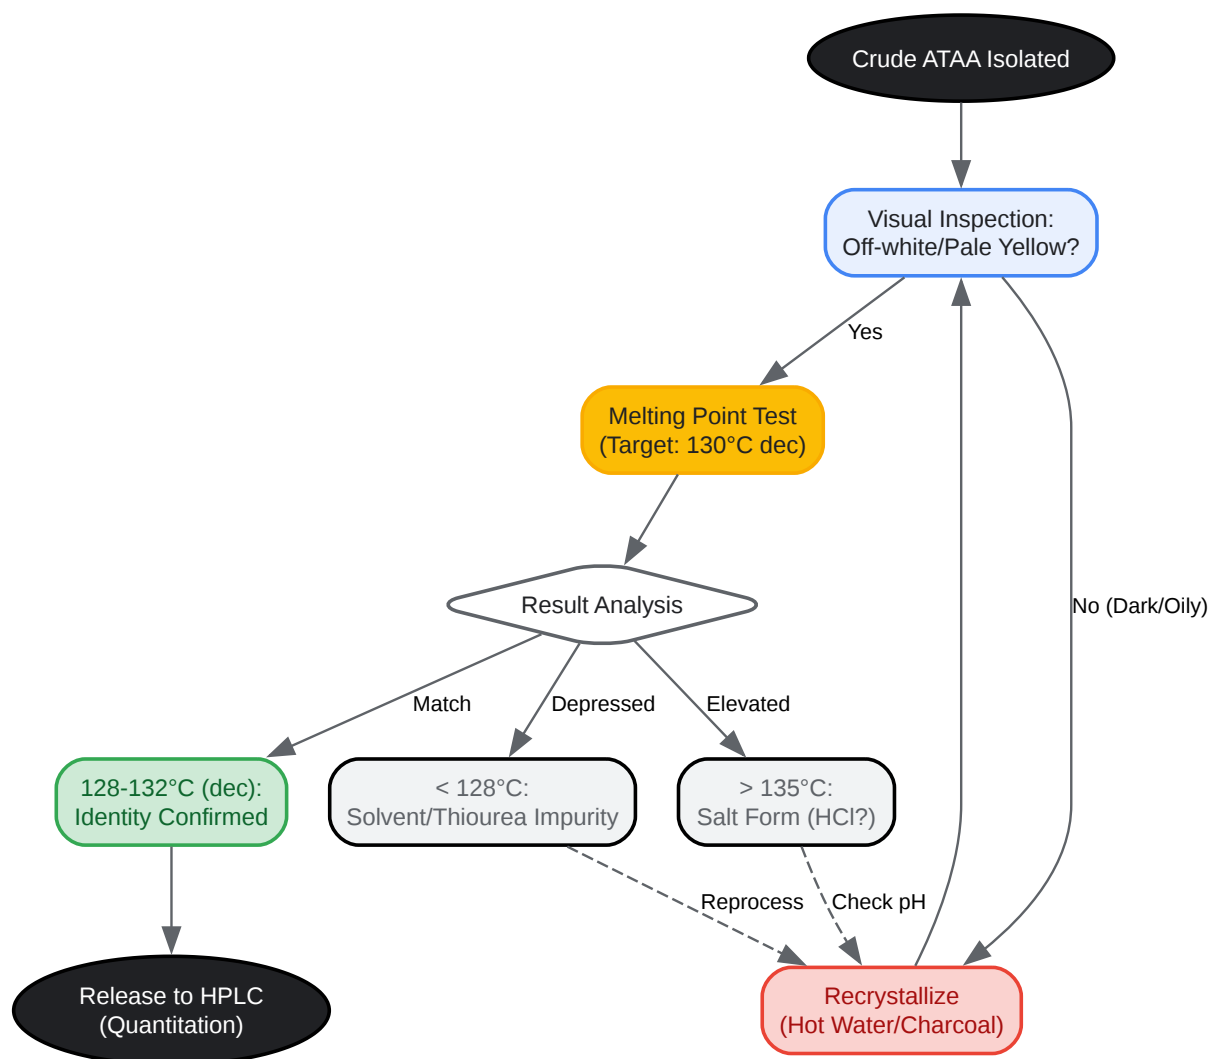 Crude ATAA Isolated
Visual Inspection:
Off-white/Pale Yellow?
Yes
Melting Point Test
(Target: 130°C dec)
Result Analysis
No (Dark/Oily)
Match
Depressed
Elevated
128-132°C (dec):
Identity Confirmed
< 128°C:
Solvent/Thiourea Impurity
> 135°C:
Salt Form (HCl?)
Reprocess
Check pH
Release to HPLC
(Quantitation)
Recrystallize
(Hot Water/Charcoal)